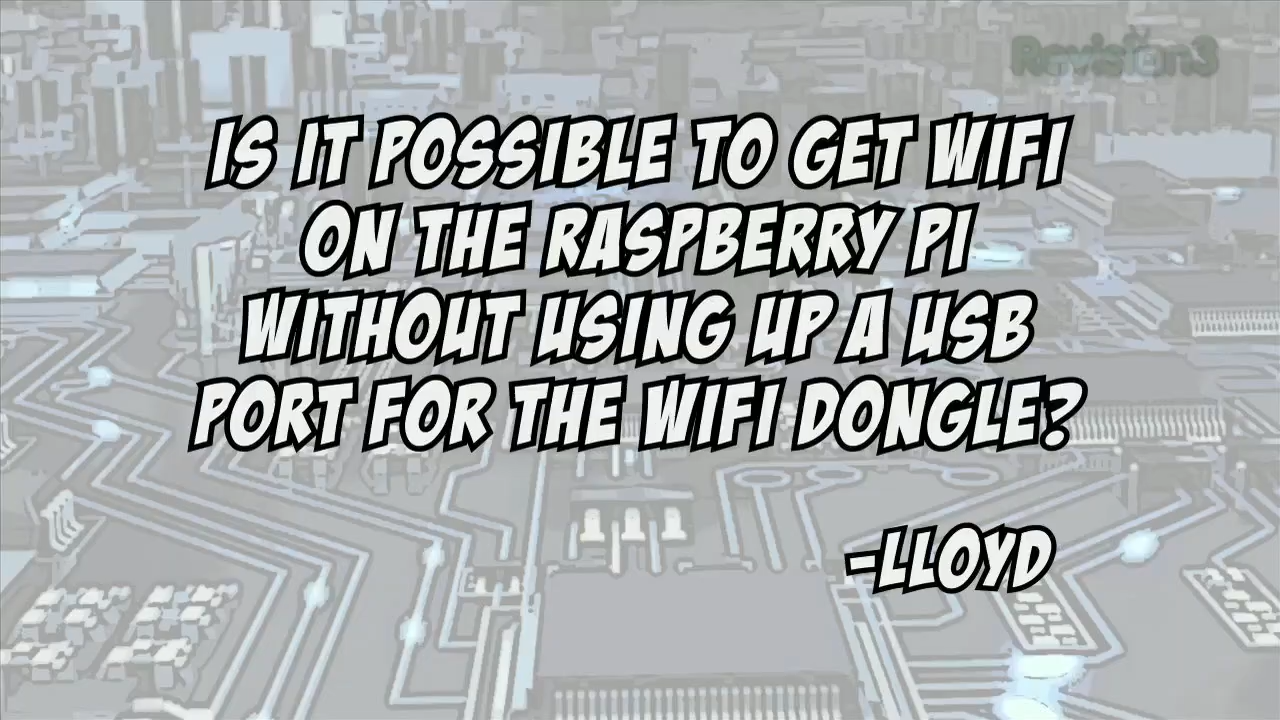 Revision3
IS IT POSSIBLE TO GET WIFI
ON THE RASPBERRY PI
WITHOUT USING UP A USB
PORT FOR THE WIFI DONGLE?
-LLOYD